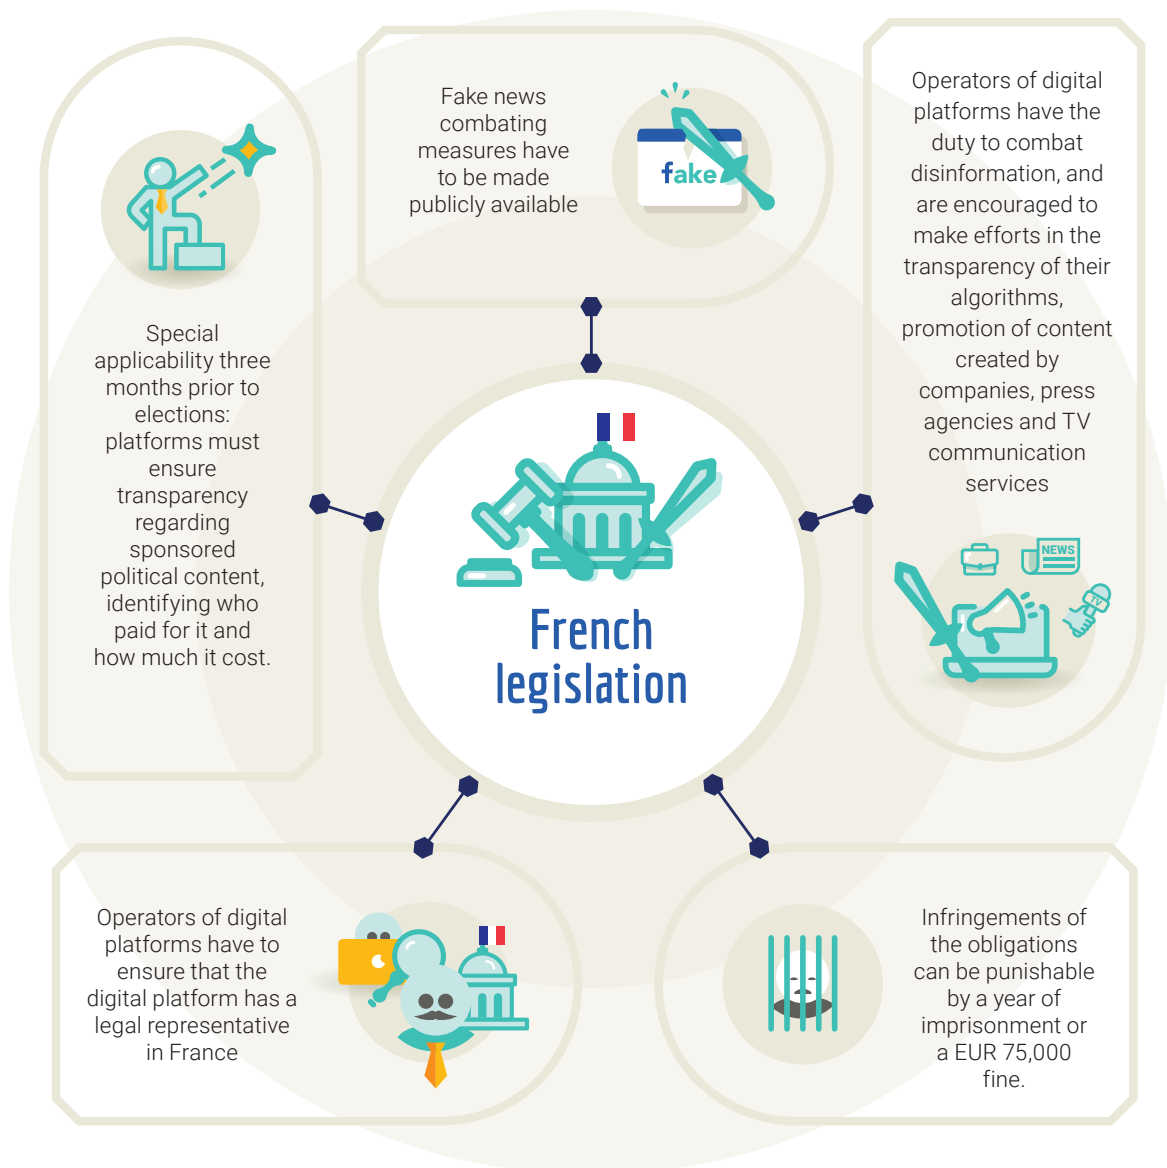 Fake news
combating
measures have
to be made
publicly available
fake
Operators of digital
platforms have the
duty to combat
disinformation, and
are encouraged to
make efforts in the
transparency of their
algorithms,
promotion of content
created by
companies, press
agencies and TV
communication
services
NEWS
TV
Special
applicability three
months prior to
elections:
platforms must
ensure
transparency
regarding
sponsored
political content,
identifying who
paid for it and
how much it cost.
French
legislation
Operators of digital
platforms have to
ensure that the
digital platform has a
legal representative
in France
Infringements of
the obligations
can be punishable
by a year of
imprisonment or
a EUR 75,000
fine.